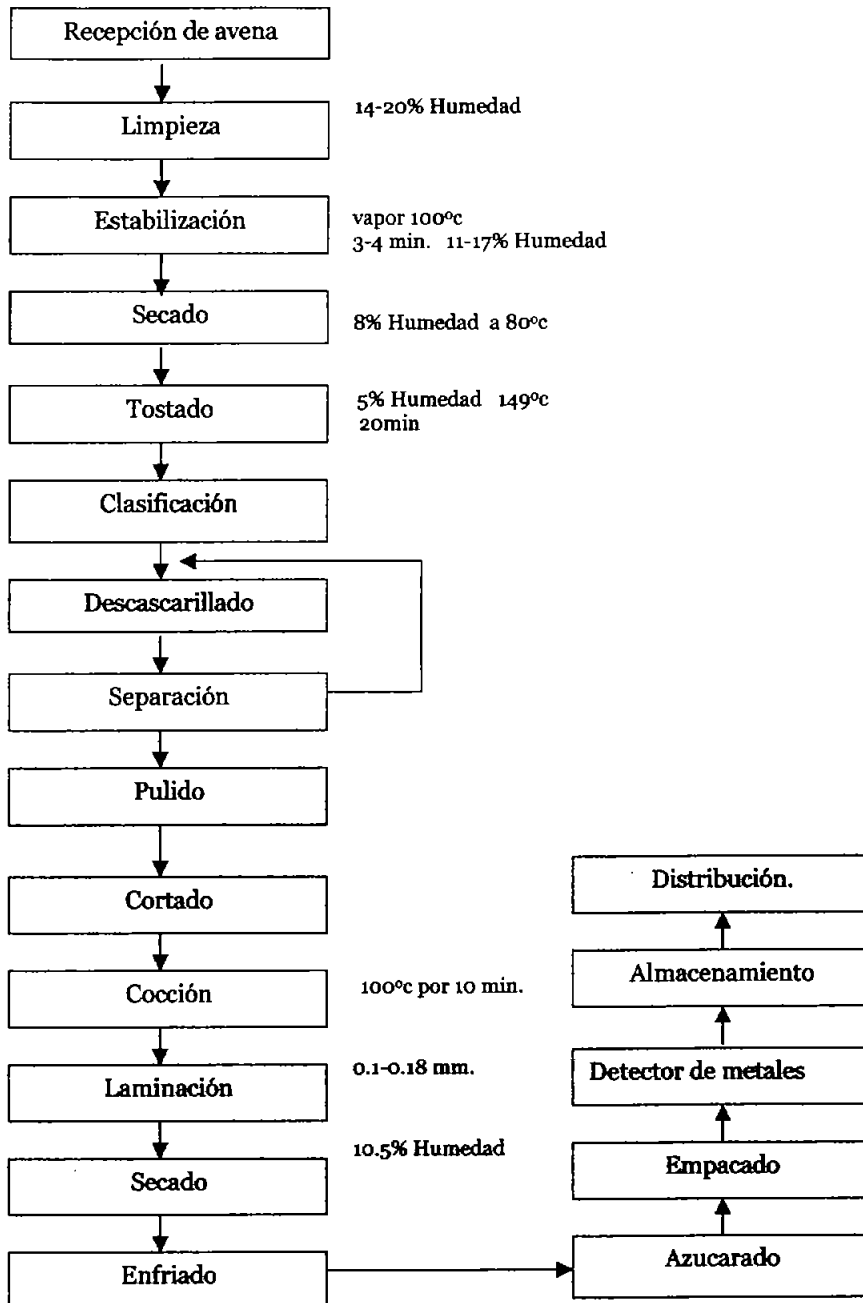 Recepción de avena
Limpieza
14-20% Humedad
Estabilización
vapor 100ºc
3-4 min. 11-17% Humedad
Secado
8% Humedad a 80ºc
Tostado
5% Humedad 149ºc
20min
Clasificación
Descascarillado
Separación
Pulido
Cortado
Cocción
100ºc por 10 min.
Laminación
0.1-0.18 mm.
Secado
10.5% Humedad
Enfriado
Azucarado
Empacado
Detector de metales
Almacenamiento
Distribución.